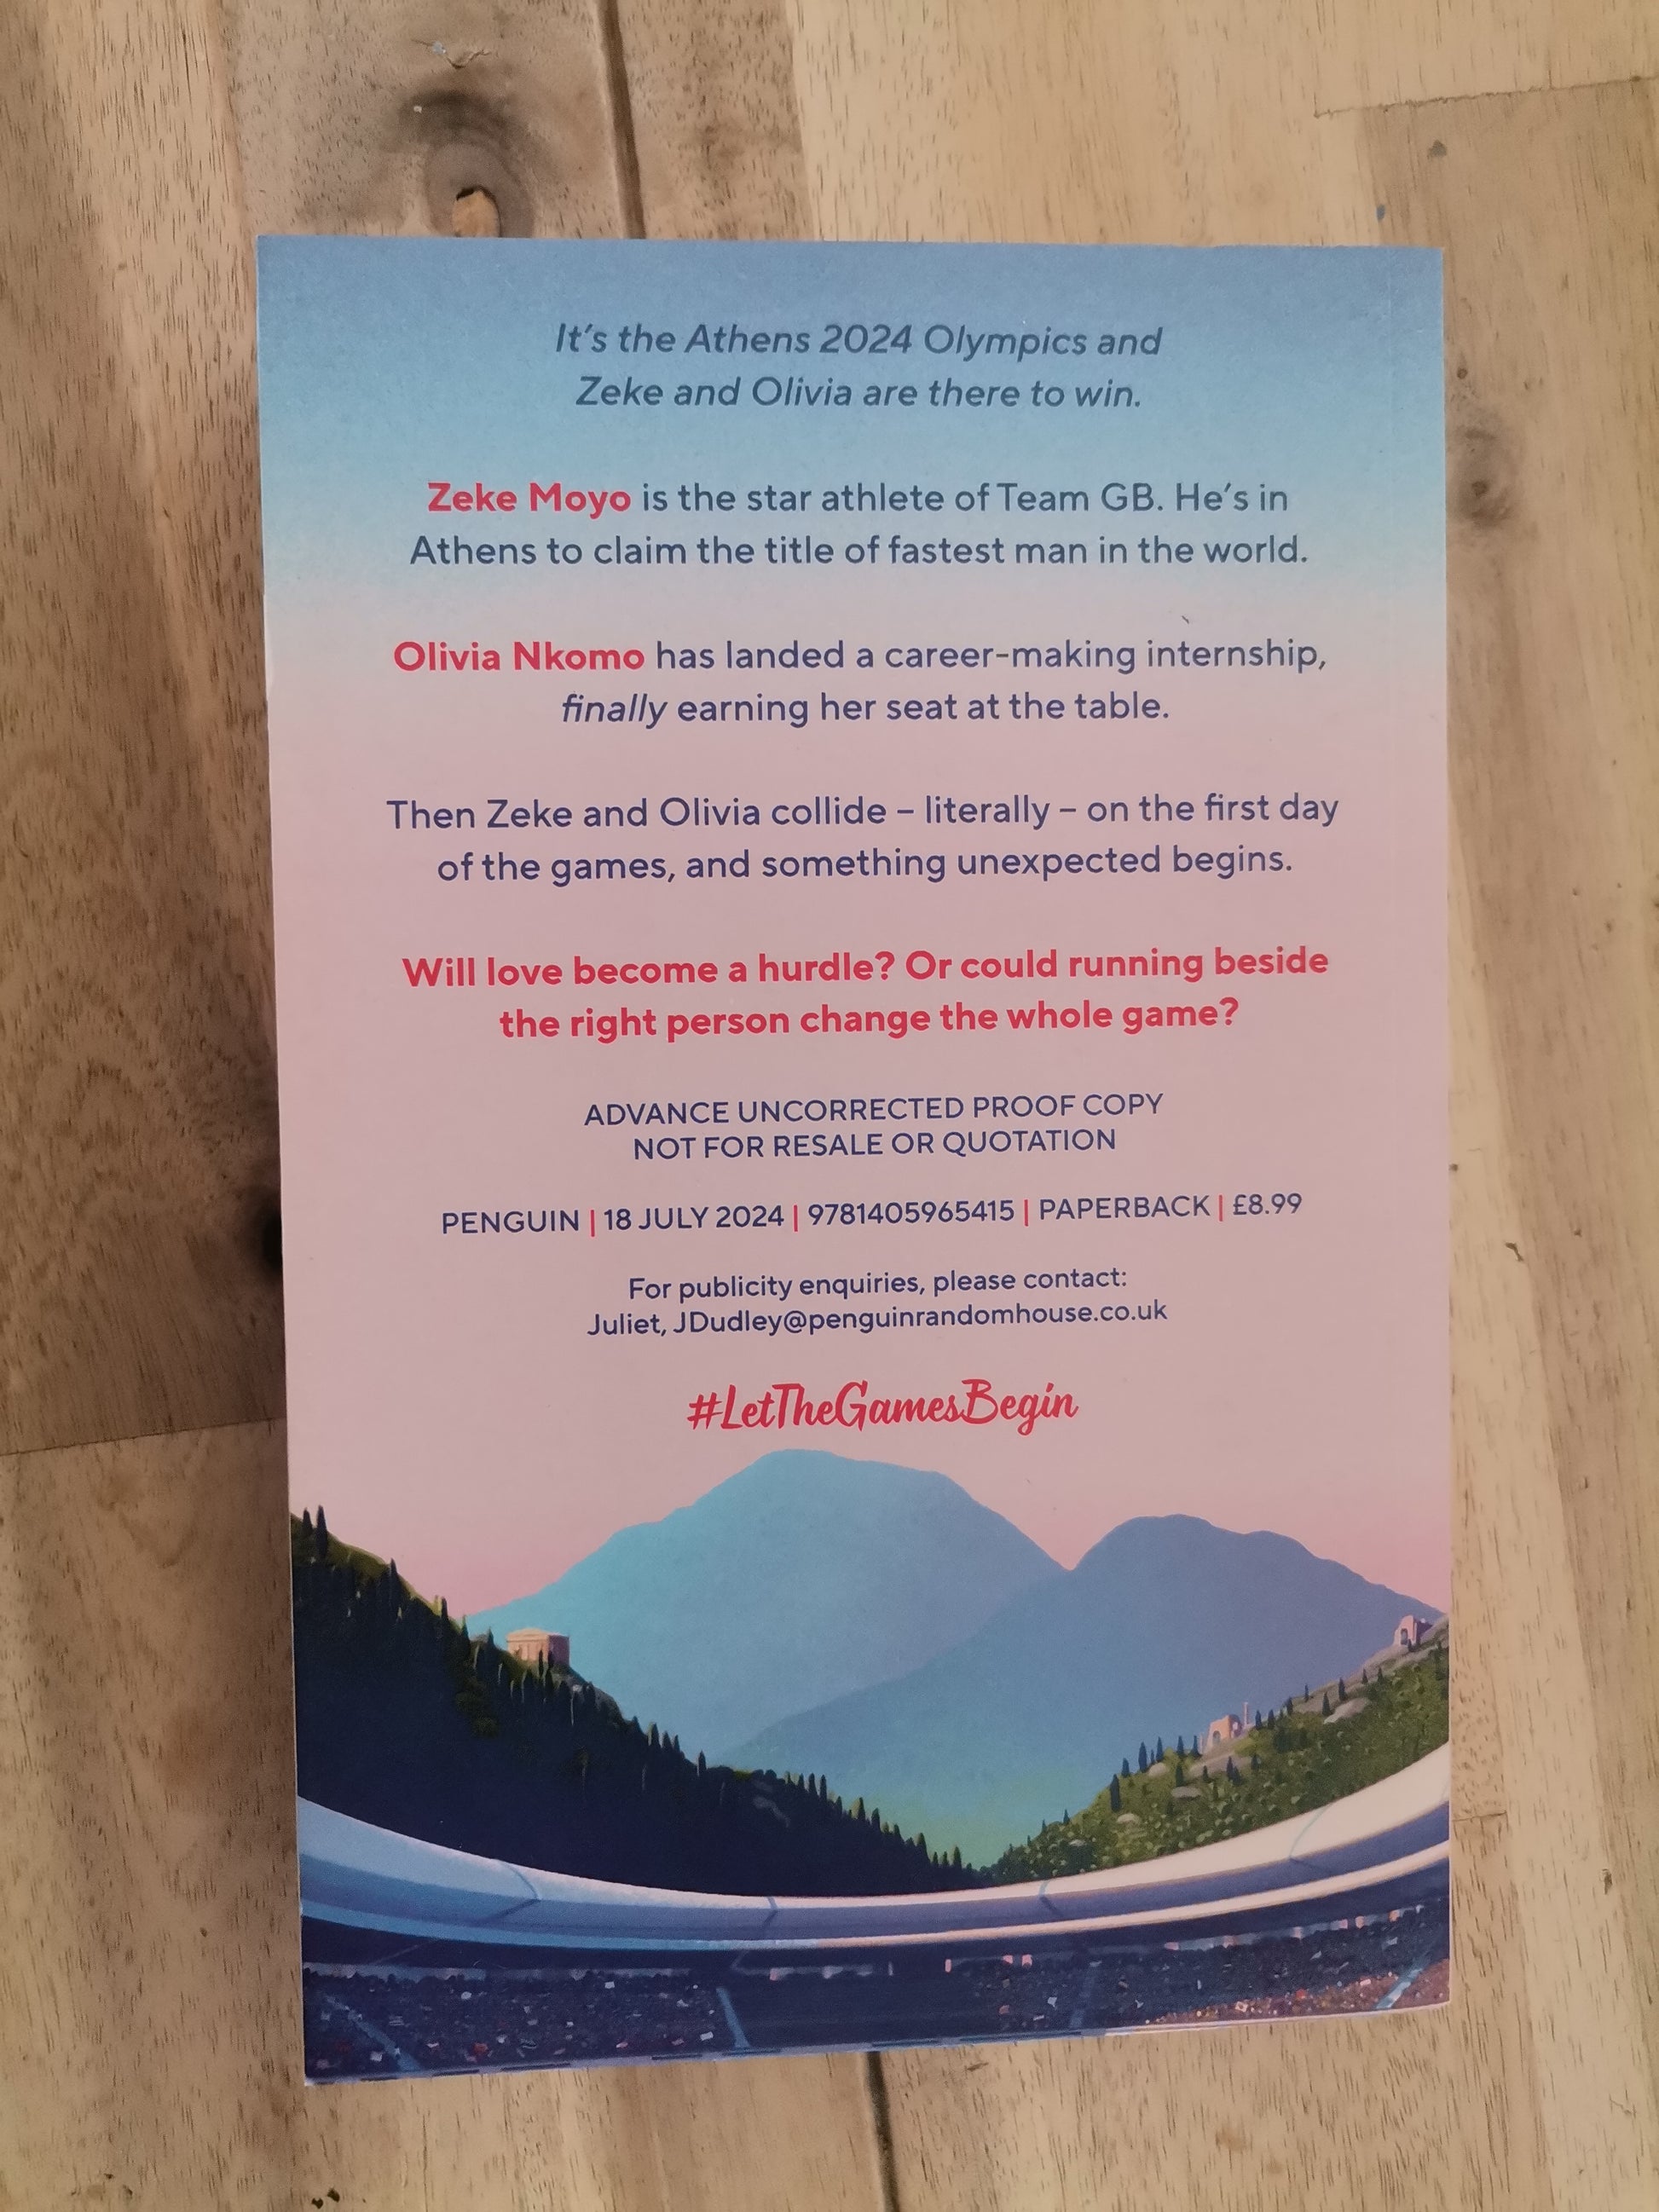 It's the Athens 2024 Olympics and
Zeke and Olivia are there to win.
Zeke Moyo is the star athlete of Team GB. He's in
Athens to claim the title of fastest man in the world.
Olivia Nkomo has landed a career-making internship,
finally earning her seat at the table.
Then Zeke and Olivia collide – literally – on the first day
of the games, and something unexpected begins.
Will love become a hurdle? Or could running beside
the right person change the whole game?
ADVANCE UNCORRECTED PROOF COPY
NOT FOR RESALE OR QUOTATION
PENGUIN | 18 JULY 2024 | 9781405965415 | PAPERBACK | £8.99
For publicity enquiries, please contact:
Juliet, JDudley@penguinrandomhouse.co.uk
#LetTheGamesBegin